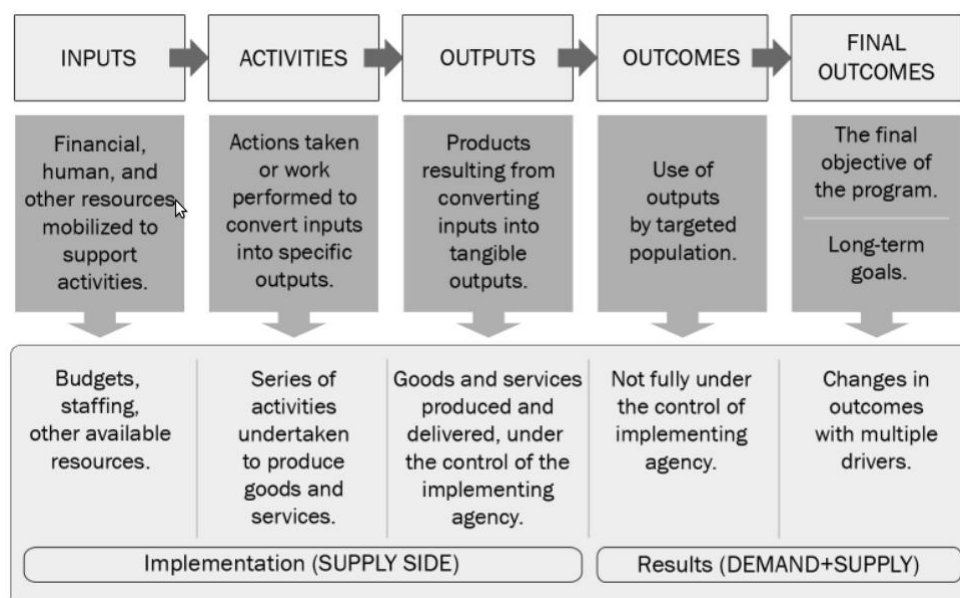 INPUTS
ACTIVITIES
OUTPUTS
OUTCOMES
FINAL
OUTCOMES
Financial,
human, and
other resources
mobilized to
support
activities.
Actions taken
or work
performed to
convert inputs
into specific
outputs.
Products
resulting from
converting
inputs into
tangible
outputs.
Use of
outputs
by targeted
population.
The final
objective of
the program.
Long-term
goals.
Budgets,
staffing,
other available
resources.
Series of
activities
undertaken
to produce
goods and
services.
Goods and services
produced and
delivered, under
the control of the
implementing
agency.
Not fully under
the control of
implementing
agency.
Changes in
outcomes
with multiple
drivers.
Implementation (SUPPLY SIDE)
Results (DEMAND+SUPPLY)